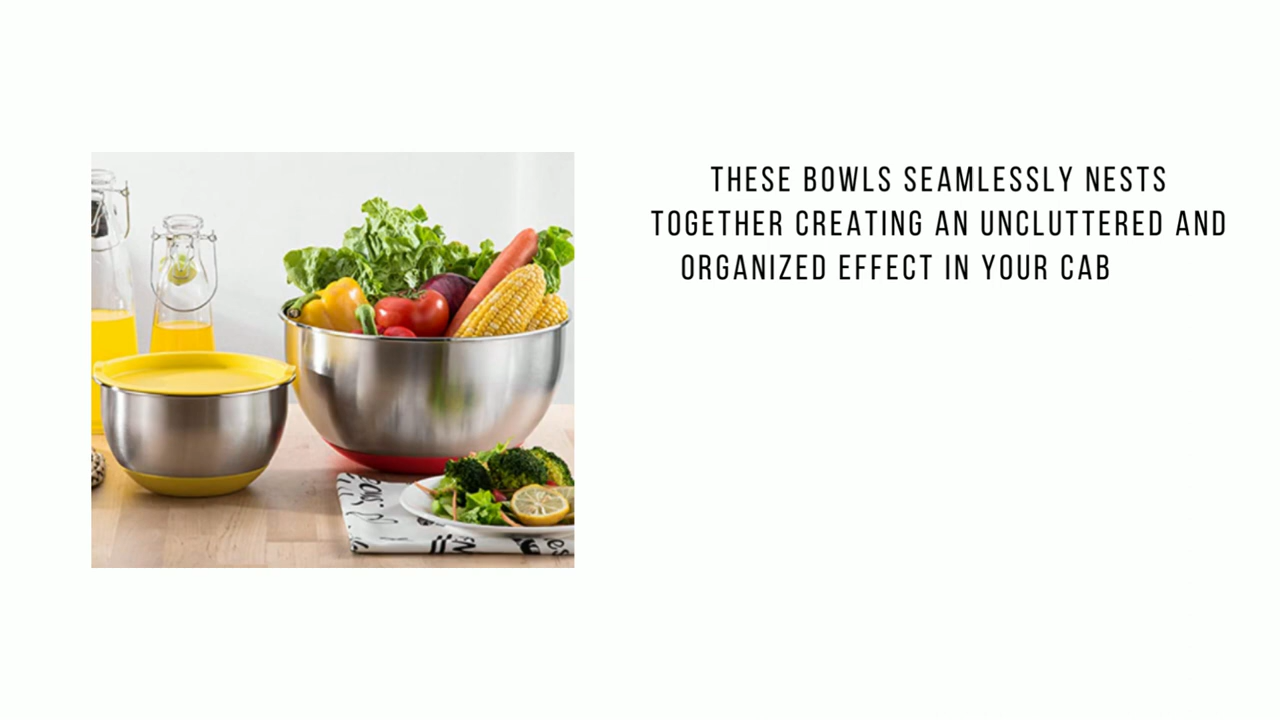 THESE BOWLS SEAMLESSLY NESTS
TOGETHER CREATING AN UNCLUTTERED AND
ORGANIZED EFFECT IN YOUR CAB